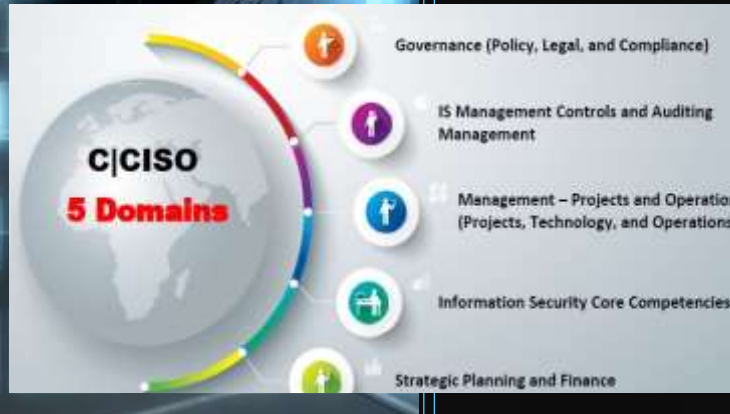 C|CISO
5 Domains
Governance (Policy, Legal, and Compliance)
IS Management Controls and Auditing
Management
Management – Projects and Operation
(Projects, Technology, and Operations
Information Security Core Competencies
Strategic Planning and Finance